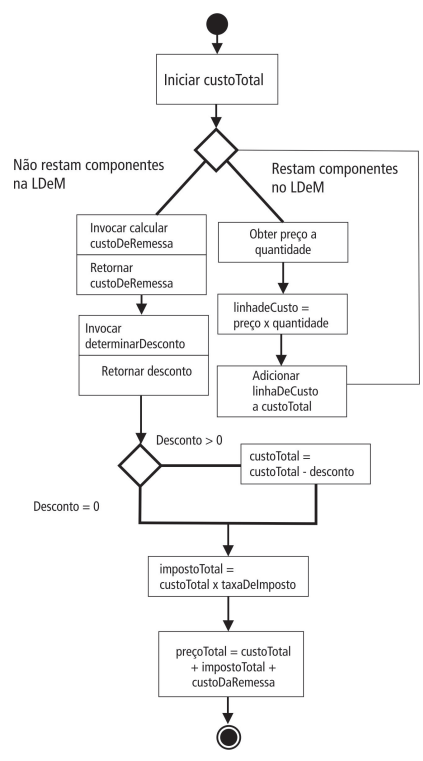 Iniciar custoTotal
Não restam componentes
na LDeM
Restam componentes
no LDeM
Invocar calcular
custoDeRemessa
Retornar
custoDeRemessa
Obter preço a
quantidade
linhadeCusto =
preço x quantidade
Invocar
determinarDesconto
Retornar desconto
Adicionar
linhaDeCusto
a custoTotal
Desconto > 0
custoTotal =
custoTotal - desconto
Desconto = 0
impostoTotal =
custoTotal x taxaDeImposto
preçoTotal = custoTotal
+ impostoTotal +
custoDaRemessa